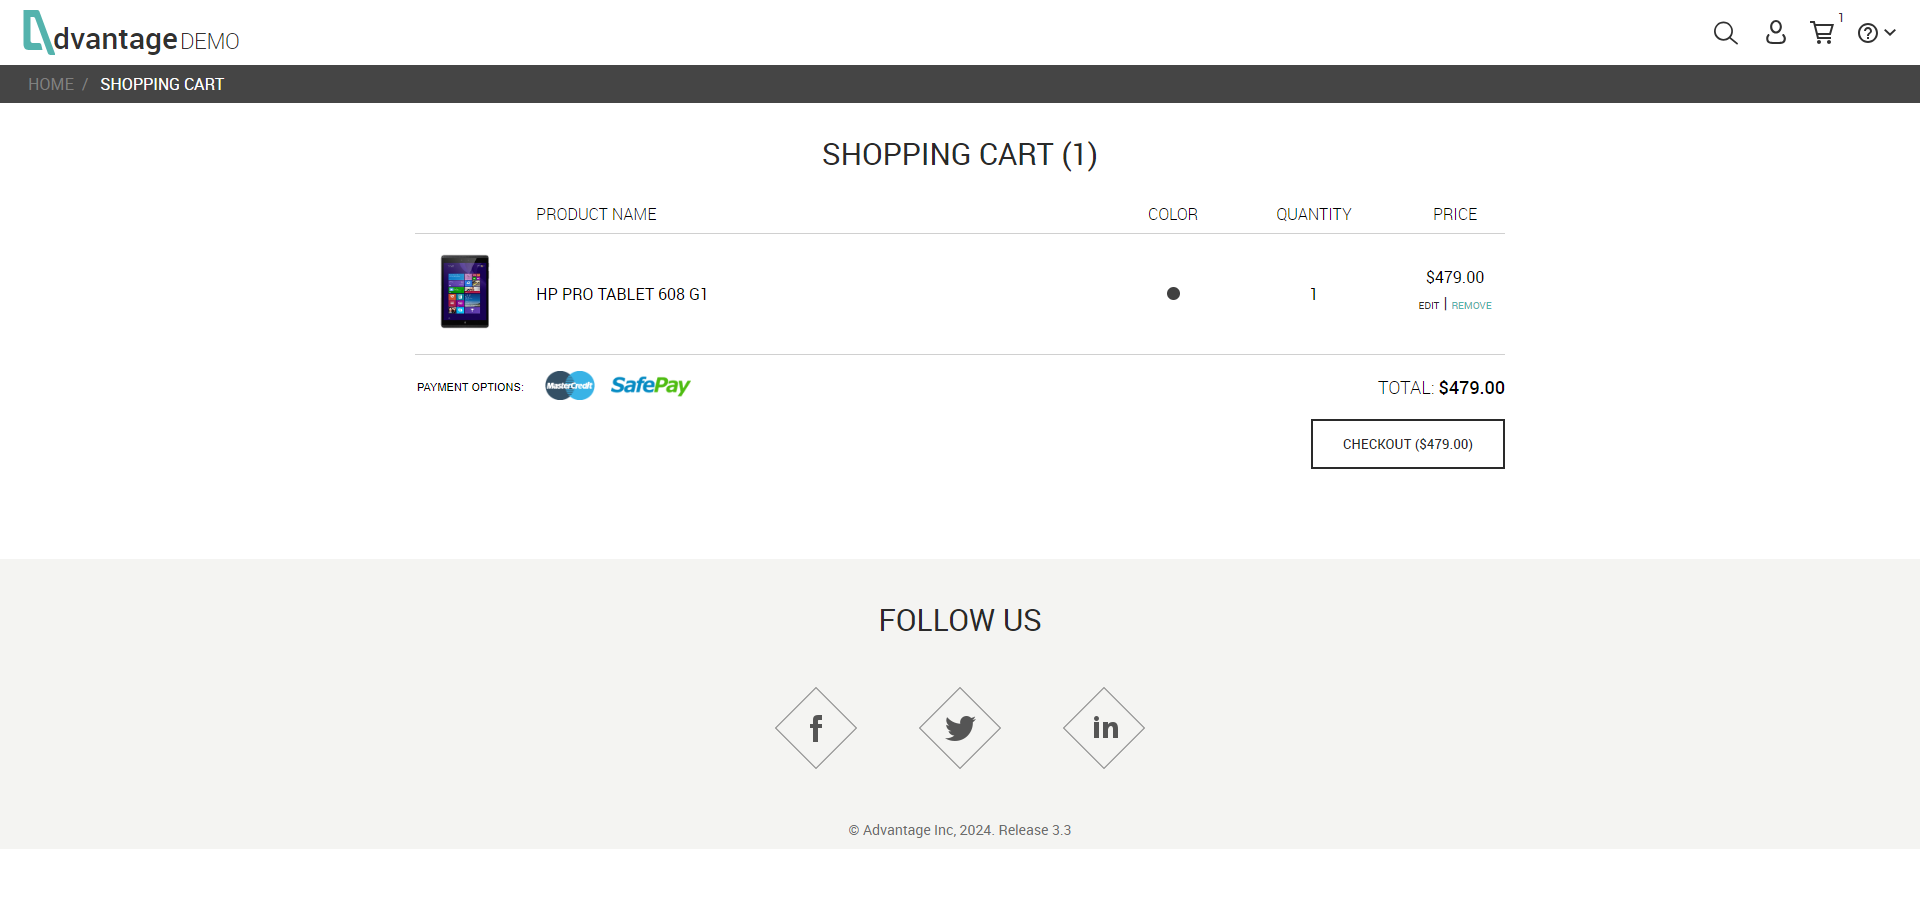 dvantage DEMO
1
HOME / SHOPPING CART
SHOPPING CART (1)
PRODUCT NAME COLOR QUANTITY PRICE
HP PRO TABLET 608 G1 1 $479.00
EDIT | REMOVE
PAYMENT OPTIONS: MasterCredit SafePay TOTAL: $479.00
CHECKOUT ($479.00)
FOLLOW US
f in
© Advantage Inc, 2024. Release 3.3